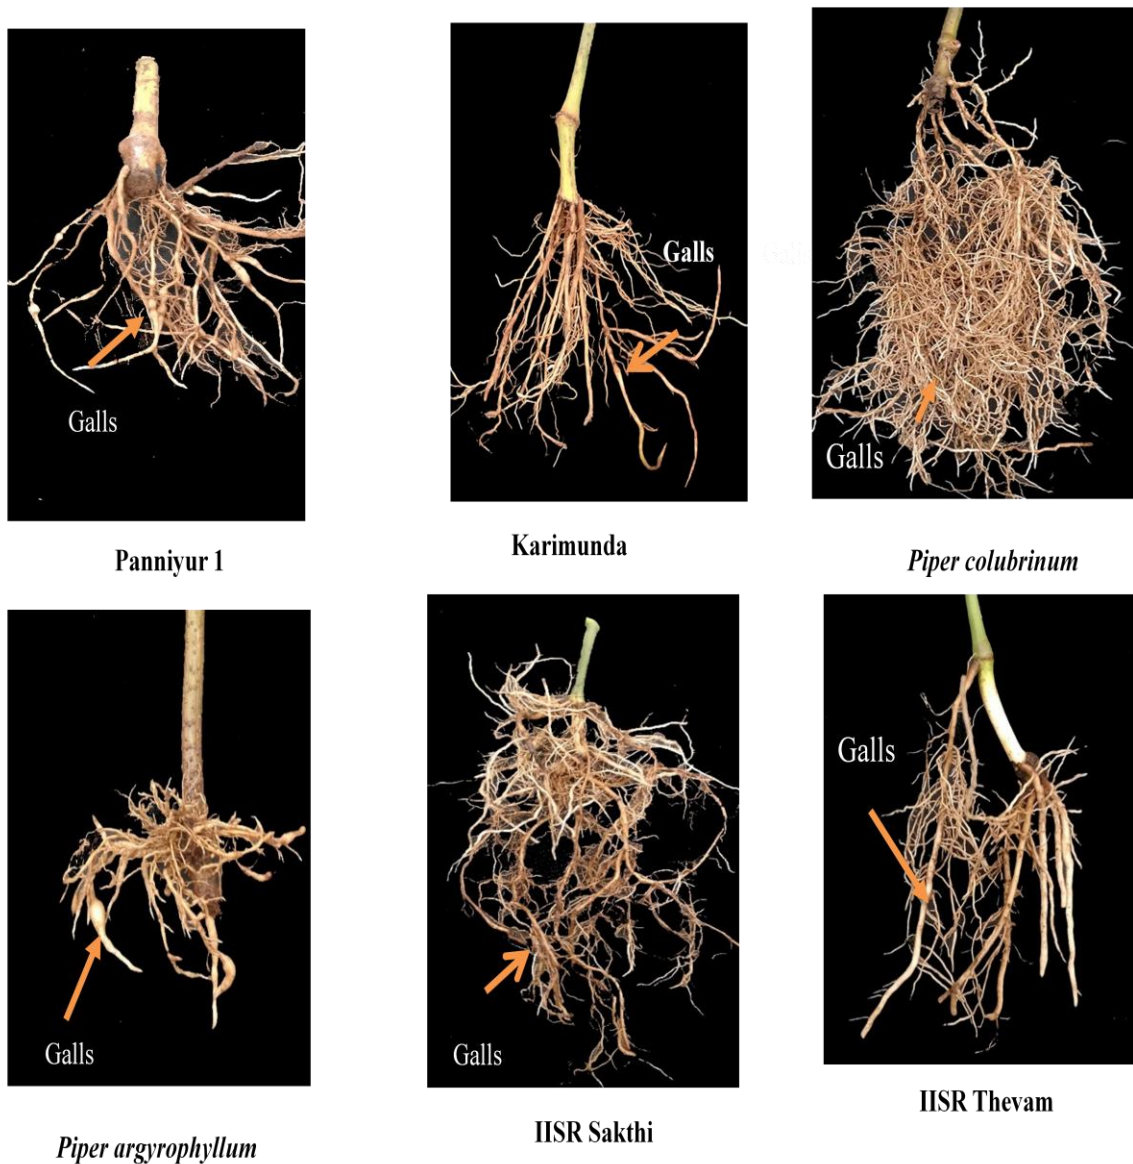 Galls
Panniyur 1
Galls
Karimunda
Galls
Piper colubrinum
Galls
Piper argyrophyllum
Galls
IISR Sakthi
Galls
IISR Thevam